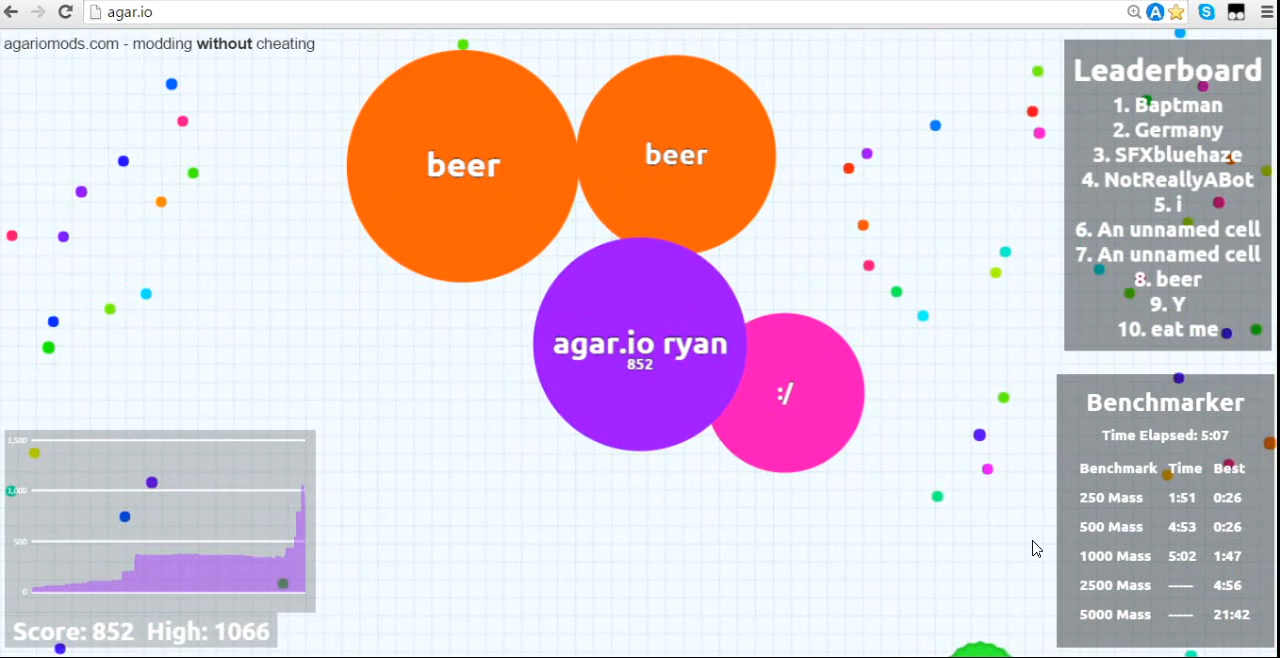 agar.io
agariomods.com - modding without cheating
beer
beer
agar.io ryan
852
:/
Leaderboard
1. Baptman
2. Germany
3. SFXbluehaze
4. NotReallyABot
5. i
6. An unnamed cell
7. An unnamed cell
8. beer
9. Y
10. eat me
Benchmarker
Time Elapsed: 5:07
Benchmark Time Best
250 Mass 1:51 0:26
500 Mass 4:53 0:26
1000 Mass 5:02 1:47
2500 Mass ----- 4:56
5000 Mass ----- 21:42
1,500
1,000
500
0
Score: 852 High: 1066